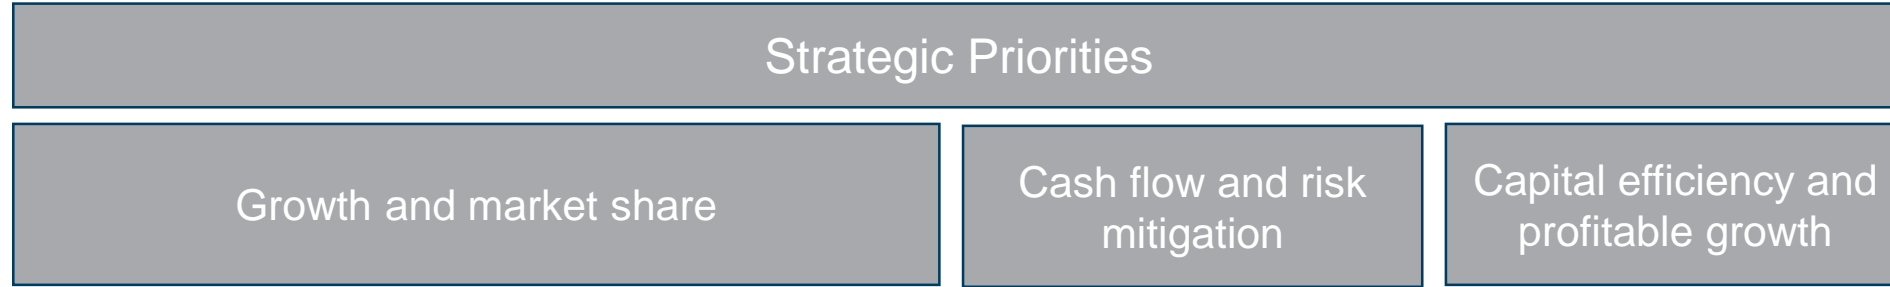 Strategic Priorities
Growth and market share
Cash flow and risk
mitigation
Capital efficiency and
profitable growth